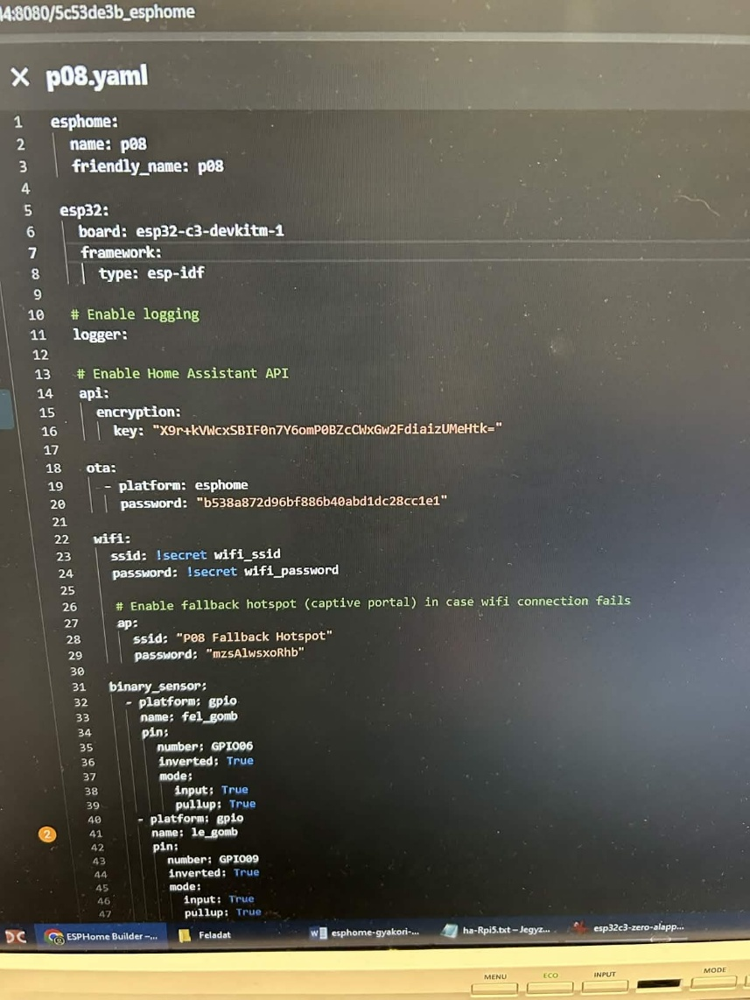 44:8080/5c53de3b_esphome
× p08.yaml
1 esphome:
2 name: p08
3 friendly_name: p08
4
5 esp32:
6 board: esp32-c3-devkitm-1
7 framework:
8 type: esp-idf
9
10 # Enable logging
11 logger:
12
13 # Enable Home Assistant API
14 api:
15 encryption:
16 key: "X9r+kVWcxSBIF0n7Y6omP0BZcCWxGw2FdiaizUMeHtk="
17
18 ota:
19 - platform: esphome
20 password: "b538a872d96bf886b40abd1dc28cc1e1"
21
22 wifi:
23 ssid: !secret wifi_ssid
24 password: !secret wifi_password
25
26 # Enable fallback hotspot (captive portal) in case wifi connection fails
27 ap:
28 ssid: "P08 Fallback Hotspot"
29 password: "mzsAlwsxoRhb"
30
31 binary_sensor:
32 - platform: gpio
33 name: fel_gomb
34 pin:
35 number: GPIO06
36 inverted: True
37 mode:
38 input: True
39 pullup: True
40 - platform: gpio
2 41 name: le_gomb
42 pin:
43 number: GPIO09
44 inverted: True
45 mode:
46 input: True
47 pullup: True
ESPHome Builder –... Feladat esphome-gyakori-... ha-Rpi5.txt – Jegyz... esp32c3-zero-alapp...
MENU ECO INPUT MODE